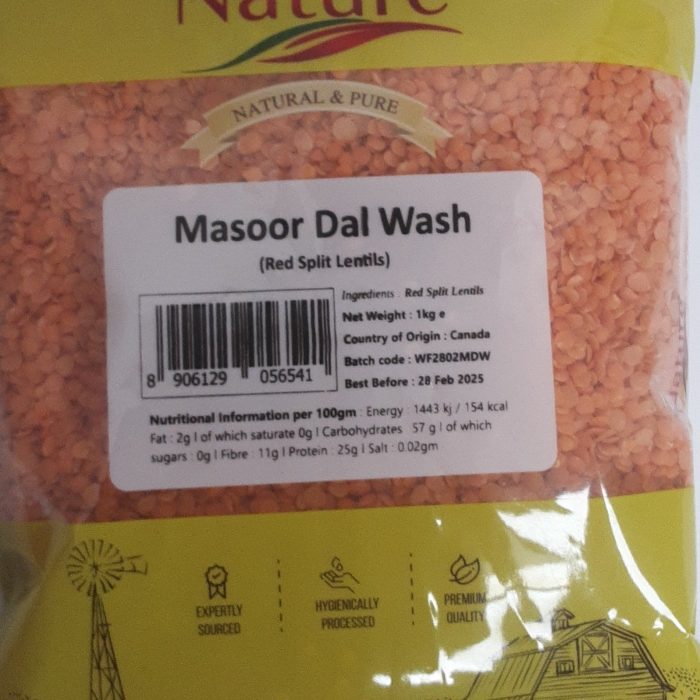 Nature
NATURAL & PURE
Masoor Dal Wash
(Red Split Lentils)
Ingredients : Red Split Lentils
Net Weight : 1kg e
Country of Origin : Canada
Batch code : WF2802MDW
Best Before : 28 Feb 2025
8 906129 056541
Nutritional Information per 100gm : Energy : 1443 kj / 154 kcal
Fat : 2g l of which saturate 0g l Carbohydrates 57 g l of which
sugars : 0g l Fibre : 11g l Protein : 25g l Salt : 0.02gm
EXPERTLY
SOURCED
HYGIENICALLY
PROCESSED
PREMIUM
QUALITY